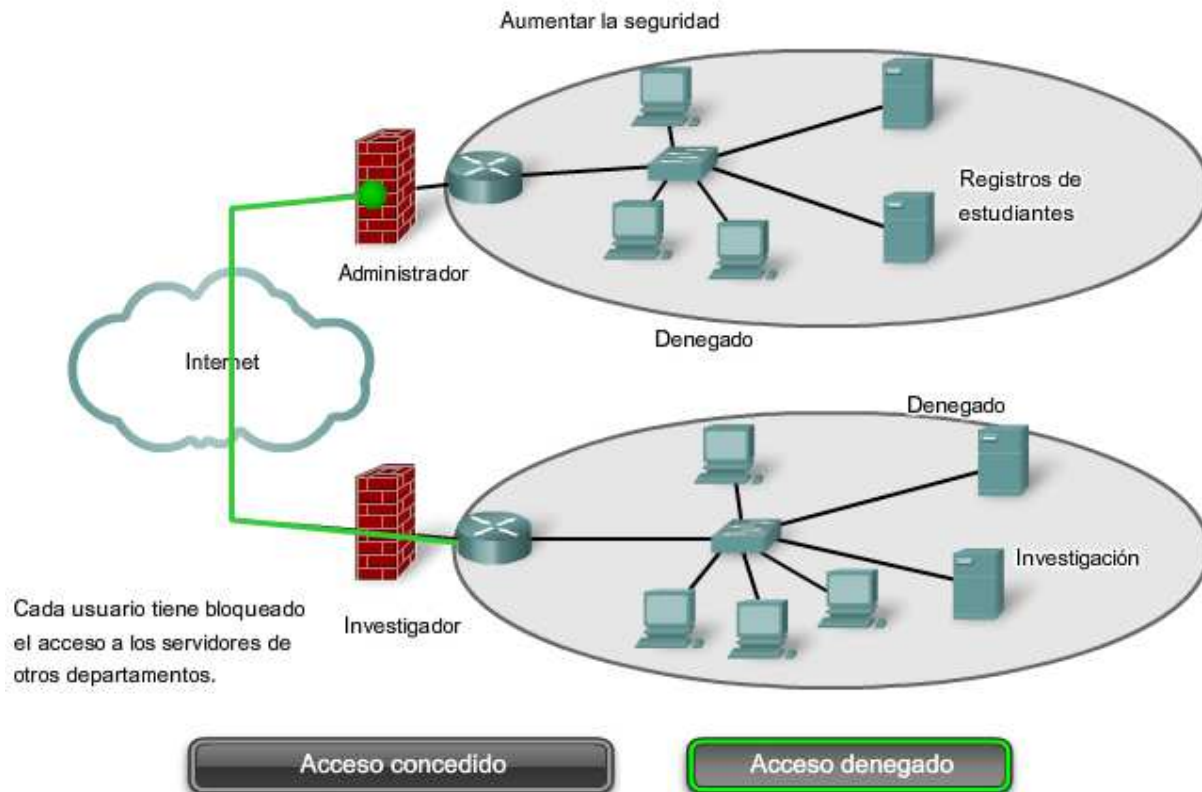 Aumentar la seguridad
Registros de
estudiantes
Administrador
Denegado
Internet
Denegado
Investigación
Investigador
Cada usuario tiene bloqueado
el acceso a los servidores de
otros departamentos.
Acceso concedido
Acceso denegado